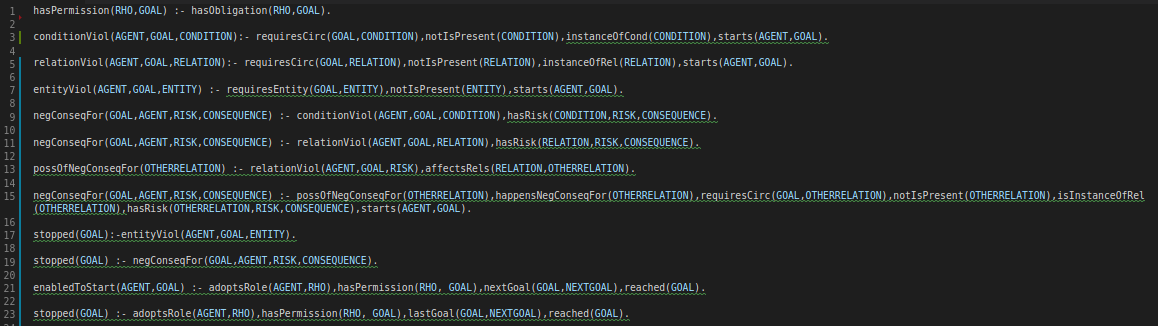 1 hasPermission(RHO,GOAL) :- hasObligation(RHO,GOAL).
2
3 conditionViol(AGENT,GOAL,CONDITION):- requiresCirc(GOAL,CONDITION),notIsPresent(CONDITION),instanceOfCond(CONDITION),starts(AGENT,GOAL).
4
5 relationViol(AGENT,GOAL,RELATION):- requiresCirc(GOAL,RELATION),notIsPresent(RELATION),instanceOfRel(RELATION),starts(AGENT,GOAL).
6
7 entityViol(AGENT,GOAL,ENTITY) :- requiresEntity(GOAL,ENTITY),notIsPresent(ENTITY),starts(AGENT,GOAL).
8
9 negConseqFor(GOAL,AGENT,RISK,CONSEQUENCE) :- conditionViol(AGENT,GOAL,CONDITION),hasRisk(CONDITION,RISK,CONSEQUENCE).
10
11 negConseqFor(GOAL,AGENT,RISK,CONSEQUENCE) :- relationViol(AGENT,GOAL,RELATION),hasRisk(RELATION,RISK,CONSEQUENCE).
12
13 possOfNegConseqFor(OTHERRELATION) :- relationViol(AGENT,GOAL,RISK),affectsRels(RELATION,OTHERRELATION).
14
15 negConseqFor(GOAL,AGENT,RISK,CONSEQUENCE) :- possOfNegConseqFor(OTHERRELATION),happensNegConseqFor(OTHERRELATION),requiresCirc(GOAL,OTHERRELATION),notIsPresent(OTHERRELATION),isInstanceOfRel
(OTHERRELATION),hasRisk(OTHERRELATION,RISK,CONSEQUENCE),starts(AGENT,GOAL).
16
17 stopped(GOAL):-entityViol(AGENT,GOAL,ENTITY).
18
19 stopped(GOAL) :- negConseqFor(GOAL,AGENT,RISK,CONSEQUENCE).
20
21 enabledToStart(AGENT,GOAL) :- adoptsRole(AGENT,RHO),hasPermission(RHO, GOAL),nextGoal(GOAL,NEXTGOAL),reached(GOAL).
22
23 stopped(GOAL) :- adoptsRole(AGENT,RHO),hasPermission(RHO, GOAL),lastGoal(GOAL,NEXTGOAL),reached(GOAL).